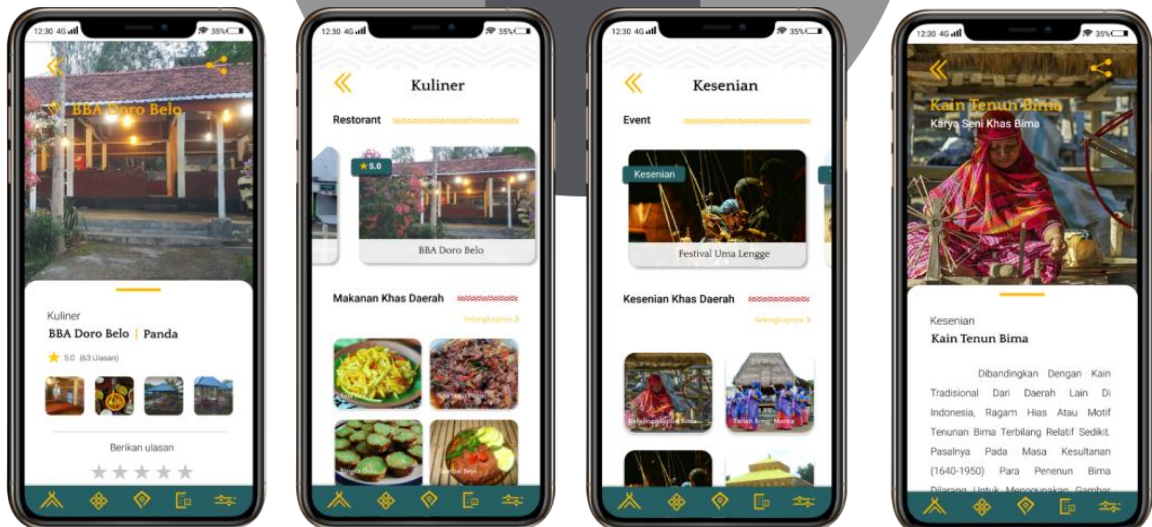 12:30 4G
35%
BBA Doro Belo
Kuliner
BBA Doro Belo | Panda
5.0 (63 Ulasan)
Berikan ulasan
12:30 4G
35%
Kuliner
Restorant
5.0
BBA Doro Belo
Makanan Khas Daerah
Selengkapnya >
12:30 4G
35%
Kesenian
Event
Kesenian
Festival Uma Lengge
Kesenian Khas Daerah
Selengkapnya >
12:30 4G
35%
Kain Tenun Bima
Karya Seni Khas Bima
Kesenian
Kain Tenun Bima
Dibandingkan Dengan Kain
Tradisional Dari Daerah Lain Di
Indonesia, Ragam Hias Atau Motif
Tenunan Bima Terbilang Relatif Sedikit.
Pasalnya Pada Masa Kesultanan
(1640-1950) Para Penenun Bima
Dilarang Untuk Menggunakan Gambar